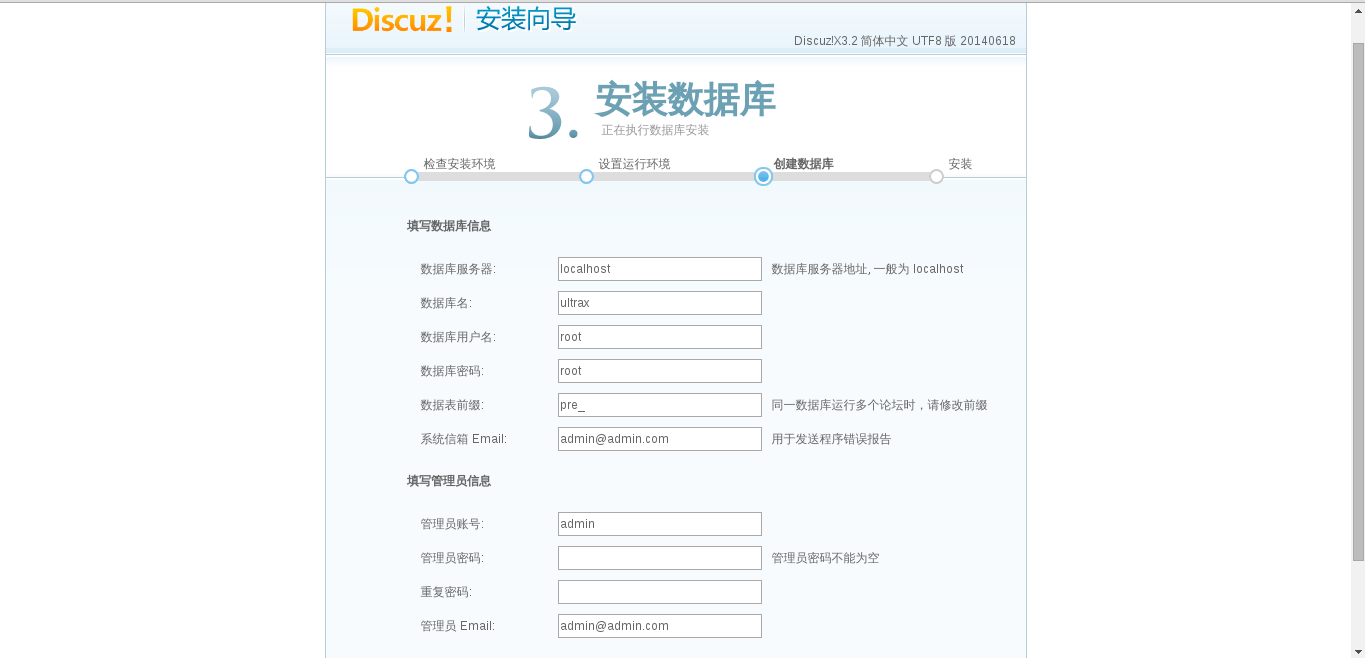 Discuz! 安装向导
Discuz!X3.2 简体中文 UTF8 版 20140618
3. 安装数据库
正在执行数据库安装
检查安装环境 设置运行环境 创建数据库 安装
填写数据库信息
数据库服务器: localhost 数据库服务器地址, 一般为 localhost
数据库名: ultrax
数据库用户名: root
数据库密码: root
数据表前缀: pre_ 同一数据库运行多个论坛时，请修改前缀
系统信箱 Email: admin@admin.com 用于发送程序错误报告
填写管理员信息
管理员账号: admin
管理员密码: 管理员密码不能为空
重复密码:
管理员 Email: admin@admin.com